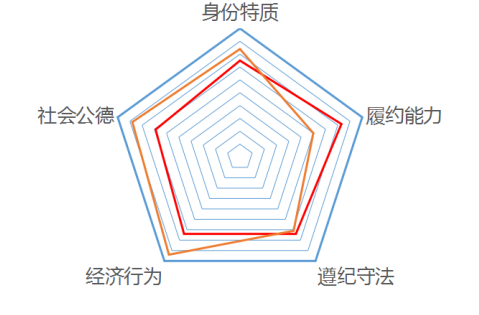 身份特质
社会公德
履约能力
经济行为
遵纪守法